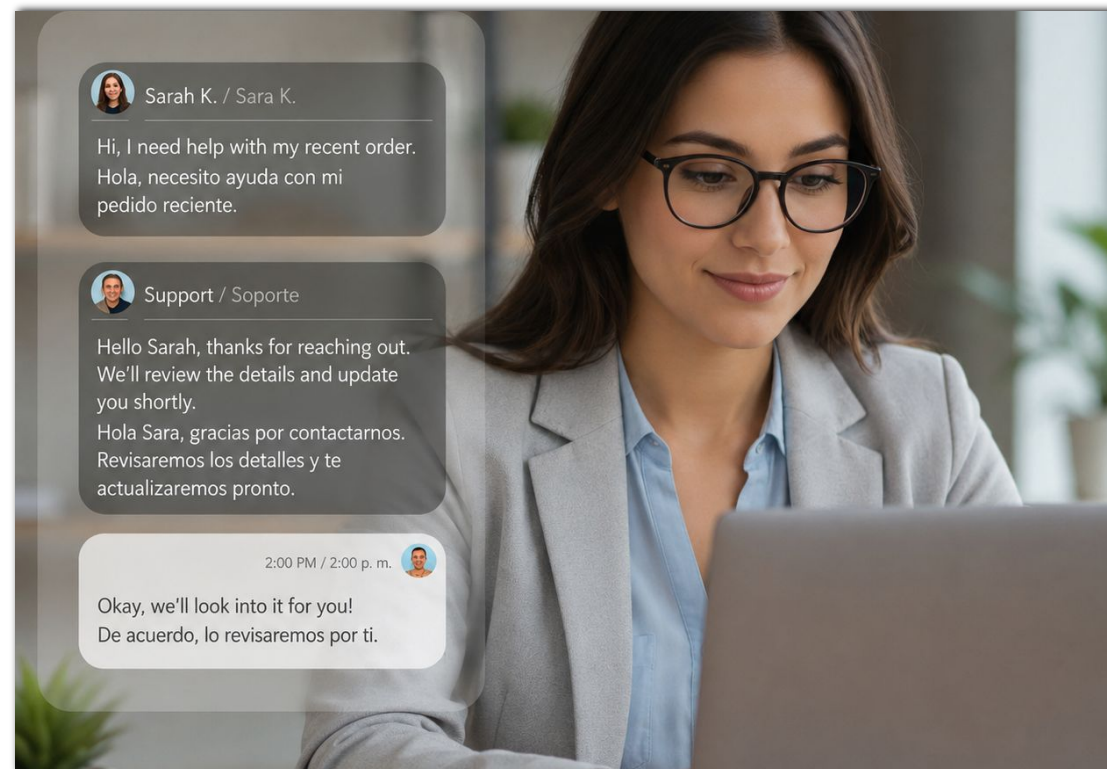 Sarah K. / Sara K.
Hi, I need help with my recent order.
Hola, necesito ayuda con mi
pedido reciente.
Support / Soporte
Hello Sarah, thanks for reaching out.
We'll review the details and update
you shortly.
Hola Sara, gracias por contactarnos.
Revisaremos los detalles y te
actualizaremos pronto.
2:00 PM / 2:00 p. m.
Okay, we'll look into it for you!
De acuerdo, lo revisaremos por ti.